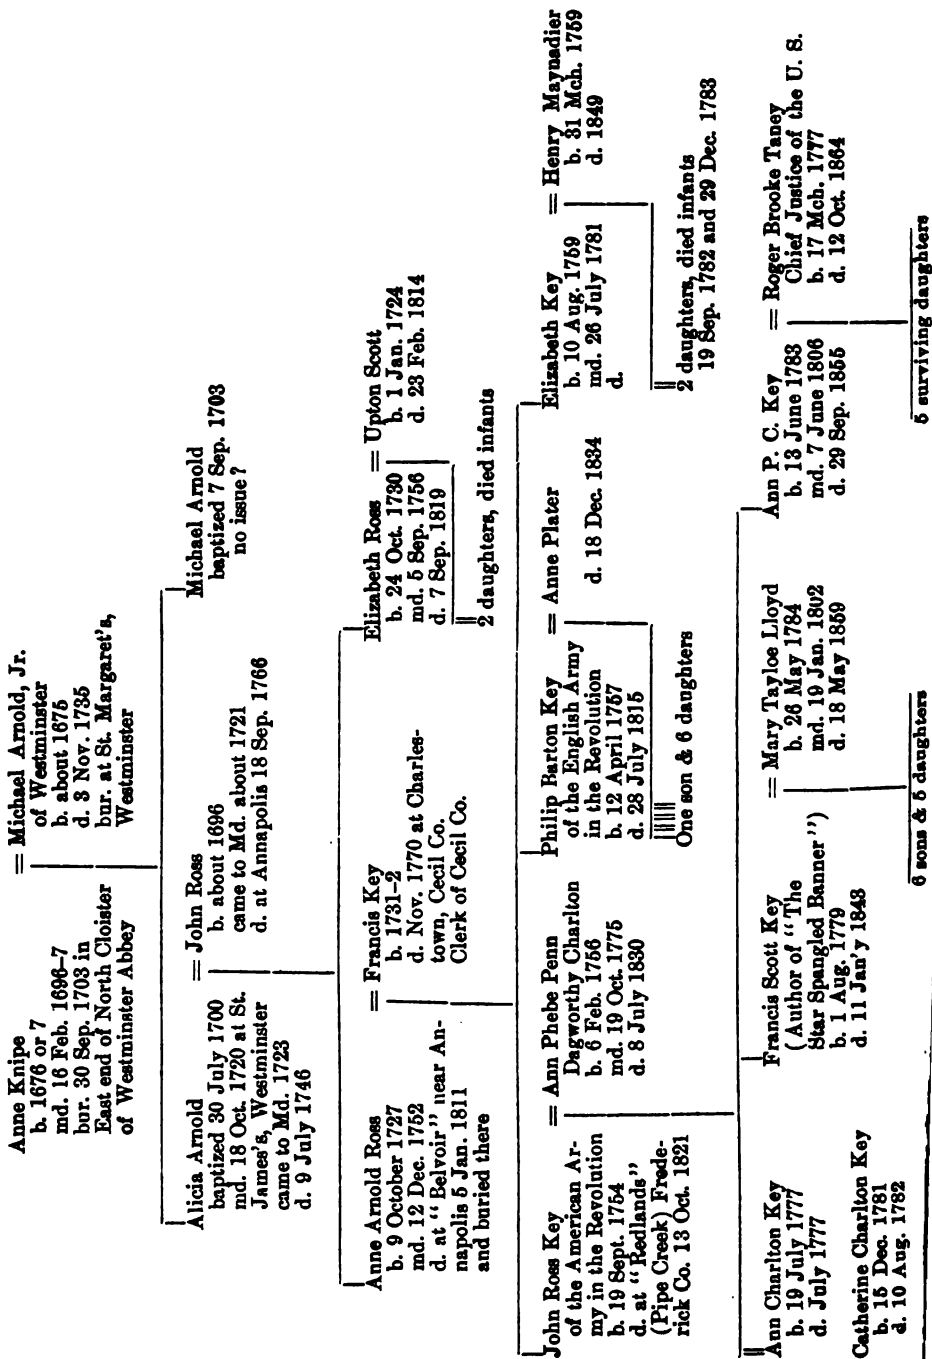 Anne Knipe
b. 1676 or 7
md. 16 Feb. 1696–7
bur. 30 Sep. 1703 in
East end of North Cloister
of Westminster Abbey
= Michael Arnold, Jr.
of Westminster
b. about 1675
d. 3 Nov. 1735
bur. at St. Margaret's,
Westminster
Alicia Arnold
baptized 30 July 1700
md. 18 Oct. 1720 at St.
James's, Westminster
came to Md. 1723
d. 9 July 1746
= John Ross
b. about 1696
came to Md. about 1721
d. at Annapolis 18 Sep. 1766
Michael Arnold
baptized 7 Sep. 1703
no issue?
Anne Arnold Ross
b. 9 October 1727
md. 12 Dec. 1752
d. at "Belvoir," near An-
napolis 5 Jan. 1811
and buried there
= Francis Key
b. 1731–2
d. Nov. 1770 at Charles-
town, Cecil Co.
Clerk of Cecil Co.
Elizabeth Ross
b. 24 Oct. 1730
md. 5 Sep. 1756
d. 7 Sep. 1819
= Upton Scott
b. 1 Jan. 1724
d. 23 Feb. 1814
2 daughters, died infants
John Ross Key
of the American Ar-
my in the Revolution
b. 19 Sept. 1754
d. at "Redlands"
(Pipe Creek) Frede-
rick Co. 13 Oct. 1821
= Ann Phebe Penn
Dagworthy Charlton
b. 6 Feb. 1756
md. 19 Oct. 1775
d. 8 July 1830
Philip Barton Key
of the English Army
in the Revolution
b. 12 April 1757
d. 28 July 1815
= Anne Plater
d. 18 Dec. 1834
One son & 6 daughters
Elizabeth Key
b. 10 Aug. 1759
md. 26 July 1781
d.
= Henry Maynadier
b. 31 Mch. 1759
d. 1849
2 daughters, died infants
19 Sep. 1782 and 29 Dec. 1783
Ann Charlton Key
b. 19 July 1777
d. July 1777
Catherine Charlton Key
b. 15 Dec. 1781
d. 10 Aug. 1782
Francis Scott Key
(Author of "The
Star Spangled Banner")
b. 1 Aug. 1779
d. 11 Jan'y 1843
= Mary Tayloe Lloyd
b. 26 May 1784
md. 19 Jan. 1802
d. 18 May 1859
6 sons & 5 daughters
Ann P. C. Key
b. 13 June 1783
md. 7 June 1806
d. 29 Sep. 1855
= Roger Brooke Taney
Chief Justice of the U. S.
b. 17 Mch. 1777
d. 12 Oct. 1864
5 surviving daughters